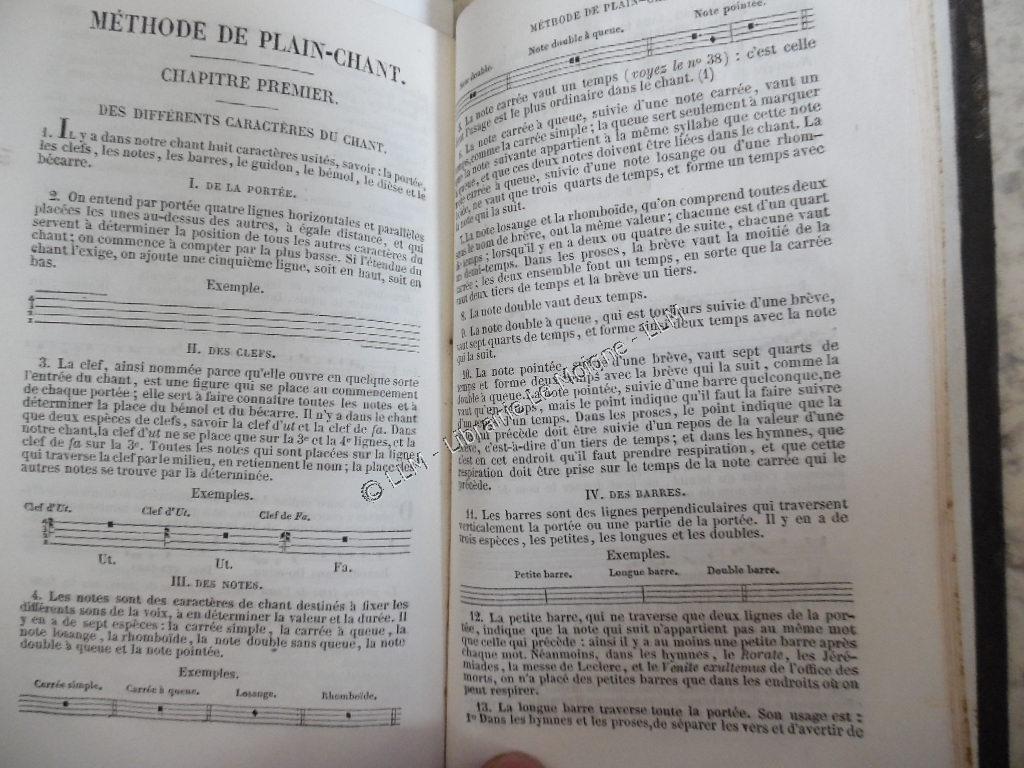 MÉTHODE DE PLAIN-CHANT.
CHAPITRE PREMIER.
DES DIFFÉRENTS CARACTÈRES DU CHANT.
1. Il y a dans notre chant huit caractères usités, savoir : la portée,
les clefs, les notes, les barres, le guidon, le bémol, le dièse et le
bécarre.
I. DE LA PORTÉE.
2. On entend par portée quatre lignes horizontales et parallèles
placées les unes au-dessus des autres, à égale distance, et qui
servent à déterminer la position de tous les autres caractères du
chant ; on commence à compter par la plus basse. Si l'étendue du
chant l'exige, on ajoute une cinquième ligne, soit en haut, soit en
bas.
Exemple.
II. DES CLEFS.
3. La clef, ainsi nommée parce qu'elle ouvre en quelque sorte
l'entrée du chant, est une figure qui se place au commencement
de chaque portée ; elle sert à faire connaître toutes les notes et à
déterminer la place du bémol et du bécarre. Il n'y a dans le chant
que deux espèces de clefs, savoir la clef d'ut et la clef de fa. Dans
notre chant, la clef d'ut ne se place que sur la 3e et la 4e lignes, et la
clef de fa sur la 3e. Toutes les notes qui sont placées sur la ligne
qui traverse la clef par le milieu, en retiennent le nom ; la place des
autres notes se trouve par là déterminée.
Exemples.
Clef d'Ut. Clef d'Ut. Clef de Fa.
Ut. Ut. Fa.
III. DES NOTES.
4. Les notes sont des caractères de chant destinés à fixer les
différents sons de la voix, à en déterminer la valeur et la durée. Il
y en a de sept espèces : la carrée simple, la carrée à queue, la
note losange, la rhomboïde, la note double sans queue, la note
double à queue et la note pointée.
Exemples.
Carrée simple. Carrée à queue. Losange. Rhomboïde.
MÉTHODE DE PLAIN-
Note double. Note double à queue. Note pointée.
5. La note carrée vaut un temps (voyez le no 38) : c'est celle
dont l'usage est le plus ordinaire dans le chant. (1)
6. La note carrée à queue, suivie d'une note carrée, vaut un
temps, comme la carrée simple ; la queue sert seulement à marquer
que la note suivante appartient à la même syllabe que cette note
à queue, et que ces deux notes doivent être liées dans le chant. La
note carrée à queue, suivie d'une note losange ou d'une rhom-
boïde, ne vaut que trois quarts de temps, et forme un temps avec
la note qui la suit.
7. La note losange et la rhomboïde, qu'on comprend toutes deux
sous le nom de brève, ont la même valeur ; chacune est d'un quart
de temps ; lorsqu'il y en a deux ou quatre de suite, chacune vaut
un demi-temps. Dans les proses, la brève vaut la moitié de la
carrée ; les deux ensemble font un temps, en sorte que la carrée
vaut deux tiers de temps et la brève un tiers.
8. La note double vaut deux temps.
9. La note double à queue, qui est toujours suivie d'une brève,
vaut sept quarts de temps, et forme ainsi deux temps avec la note
qui la suit.
10. La note pointée, suivie d'une brève, vaut sept quarts de
temps et forme deux temps avec la brève qui la suit, comme la
double à queue. La note pointée, suivie d'une barre quelconque, ne
vaut qu'un temps, mais le point indique qu'il faut la faire suivre
d'un repos d'un temps. Dans les proses, le point indique que la
note qui précède doit être suivie d'un repos de la valeur d'une
brève, c'est-à-dire d'un tiers de temps ; et dans les hymnes, que
c'est en cet endroit qu'il faut prendre respiration, et que cette
respiration doit être prise sur le temps de la note carrée qui le
précède.
IV. DES BARRES.
11. Les barres sont des lignes perpendiculaires qui traversent
verticalement la portée ou une partie de la portée. Il y en a de
trois espèces, les petites, les longues et les doubles.
Exemples.
Petite barre. Longue barre. Double barre.
12. La petite barre, qui ne traverse que deux lignes de la por-
tée, indique que la note qui suit n'appartient pas au même mot
que celle qui précède : ainsi il y a au moins une petite barre après
chaque mot. Néanmoins, dans les hymnes, le Rorate, les Jéré-
miades, la messe de Leclerc, et le Venite exultemus de l'office des
morts, on n'a placé des petites barres que dans les endroits où on
peut respirer.
13. La longue barre traverse toute la portée. Son usage est :
1o Dans les hymnes et les proses, de séparer les vers et d'avertir de
© LLM - Librairie Le Moigne - LLM